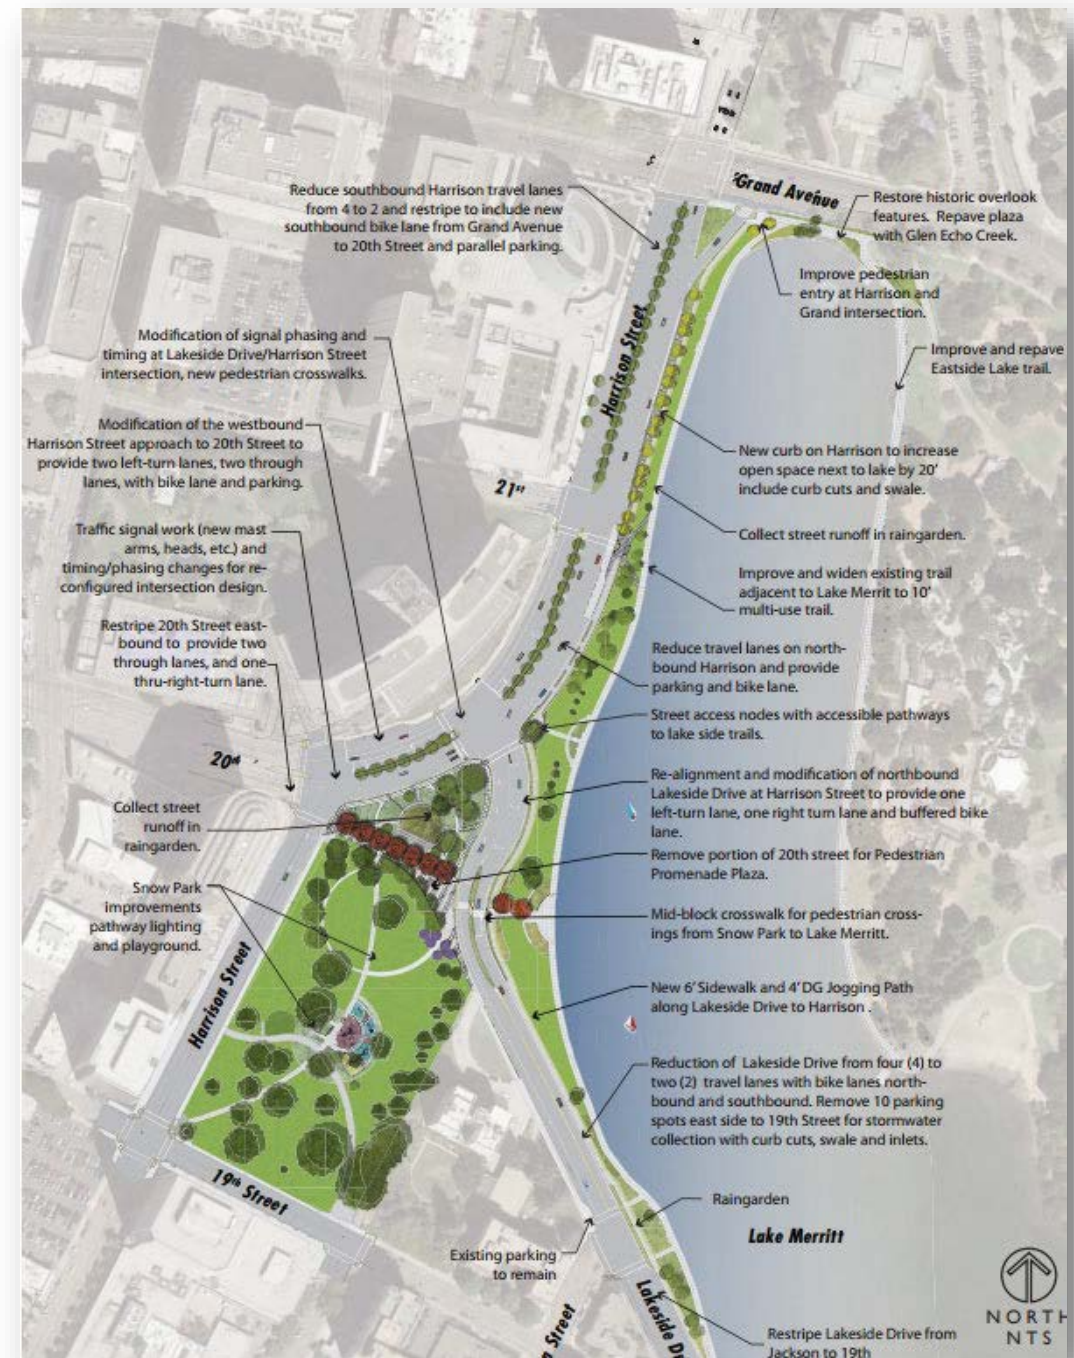 Grand Avenue
Reduce southbound Harrison travel lanes
from 4 to 2 and restripe to include new
southbound bike lane from Grand Avenue
to 20th Street and parallel parking.
Restore historic overlook
features. Repave plaza
with Glen Echo Creek.
Improve pedestrian
entry at Harrison and
Grand intersection.
Harrison Street
Modification of signal phasing and
timing at Lakeside Drive/Harrison Street
intersection, new pedestrian crosswalks.
Improve and repave
Eastside Lake trail.
Modification of the westbound
Harrison Street approach to 20th Street to
provide two left-turn lanes, two through
lanes, with bike lane and parking.
New curb on Harrison to increase
open space next to lake by 20'
include curb cuts and swale.
21st
Traffic signal work (new mast
arms, heads, etc.) and
timing/phasing changes for re-
configured intersection design.
Collect street runoff in raingarden.
Improve and widen existing trail
adjacent to Lake Merrit to 10'
multi-use trail.
Restripe 20th Street east-
bound to provide two
through lanes, and one
thru-right-turn lane.
Reduce travel lanes on north-
bound Harrison and provide
parking and bike lane.
Street access nodes with accessible pathways
to lake side trails.
20th
Re-alignment and modification of northbound
Lakeside Drive at Harrison Street to provide one
left-turn lane, one right turn lane and buffered bike
lane.
Collect street
runoff in
raingarden.
Remove portion of 20th street for Pedestrian
Promenade Plaza.
Snow Park
improvements
pathway lighting
and playground.
Mid-block crosswalk for pedestrian cross-
ings from Snow Park to Lake Merritt.
Harrison Street
New 6' Sidewalk and 4' DG Jogging Path
along Lakeside Drive to Harrison .
Reduction of Lakeside Drive from four (4) to
two (2) travel lanes with bike lanes north-
bound and southbound. Remove 10 parking
spots east side to 19th Street for stormwater
collection with curb cuts, swale and inlets.
19th Street
Raingarden
Lake Merritt
Existing parking
to remain
Street
Lakeside
NORTH
NTS
Restripe Lakeside Drive from
Jackson to 19th